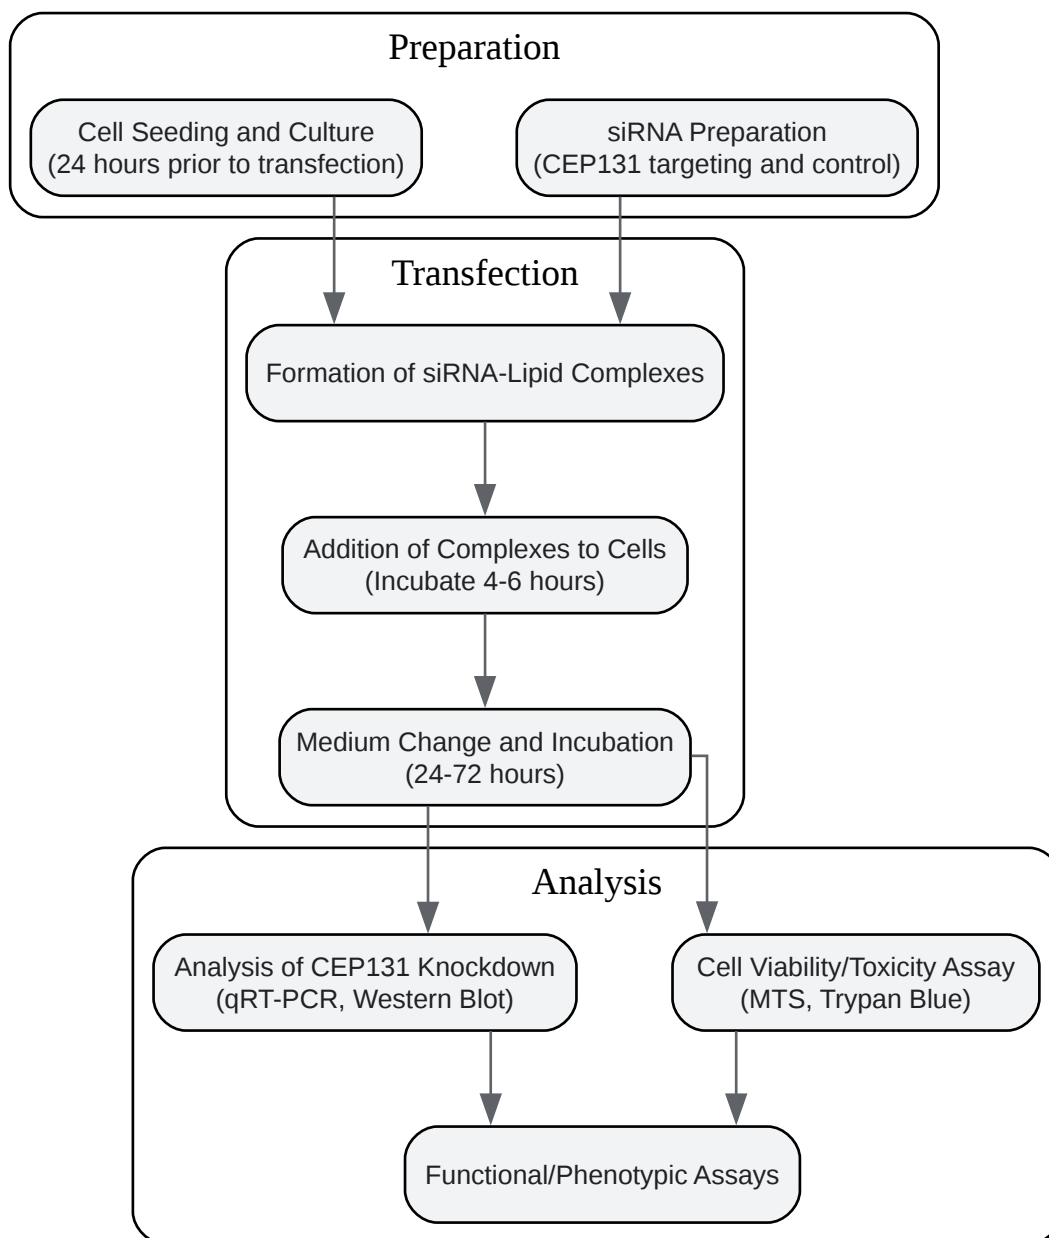 Preparation
Cell Seeding and Culture
(24 hours prior to transfection)
siRNA Preparation
(CEP131 targeting and control)
Transfection
Formation of siRNA-Lipid Complexes
Addition of Complexes to Cells
(Incubate 4-6 hours)
Medium Change and Incubation
(24-72 hours)
Analysis
Analysis of CEP131 Knockdown
(qRT-PCR, Western Blot)
Cell Viability/Toxicity Assay
(MTS, Trypan Blue)
Functional/Phenotypic Assays